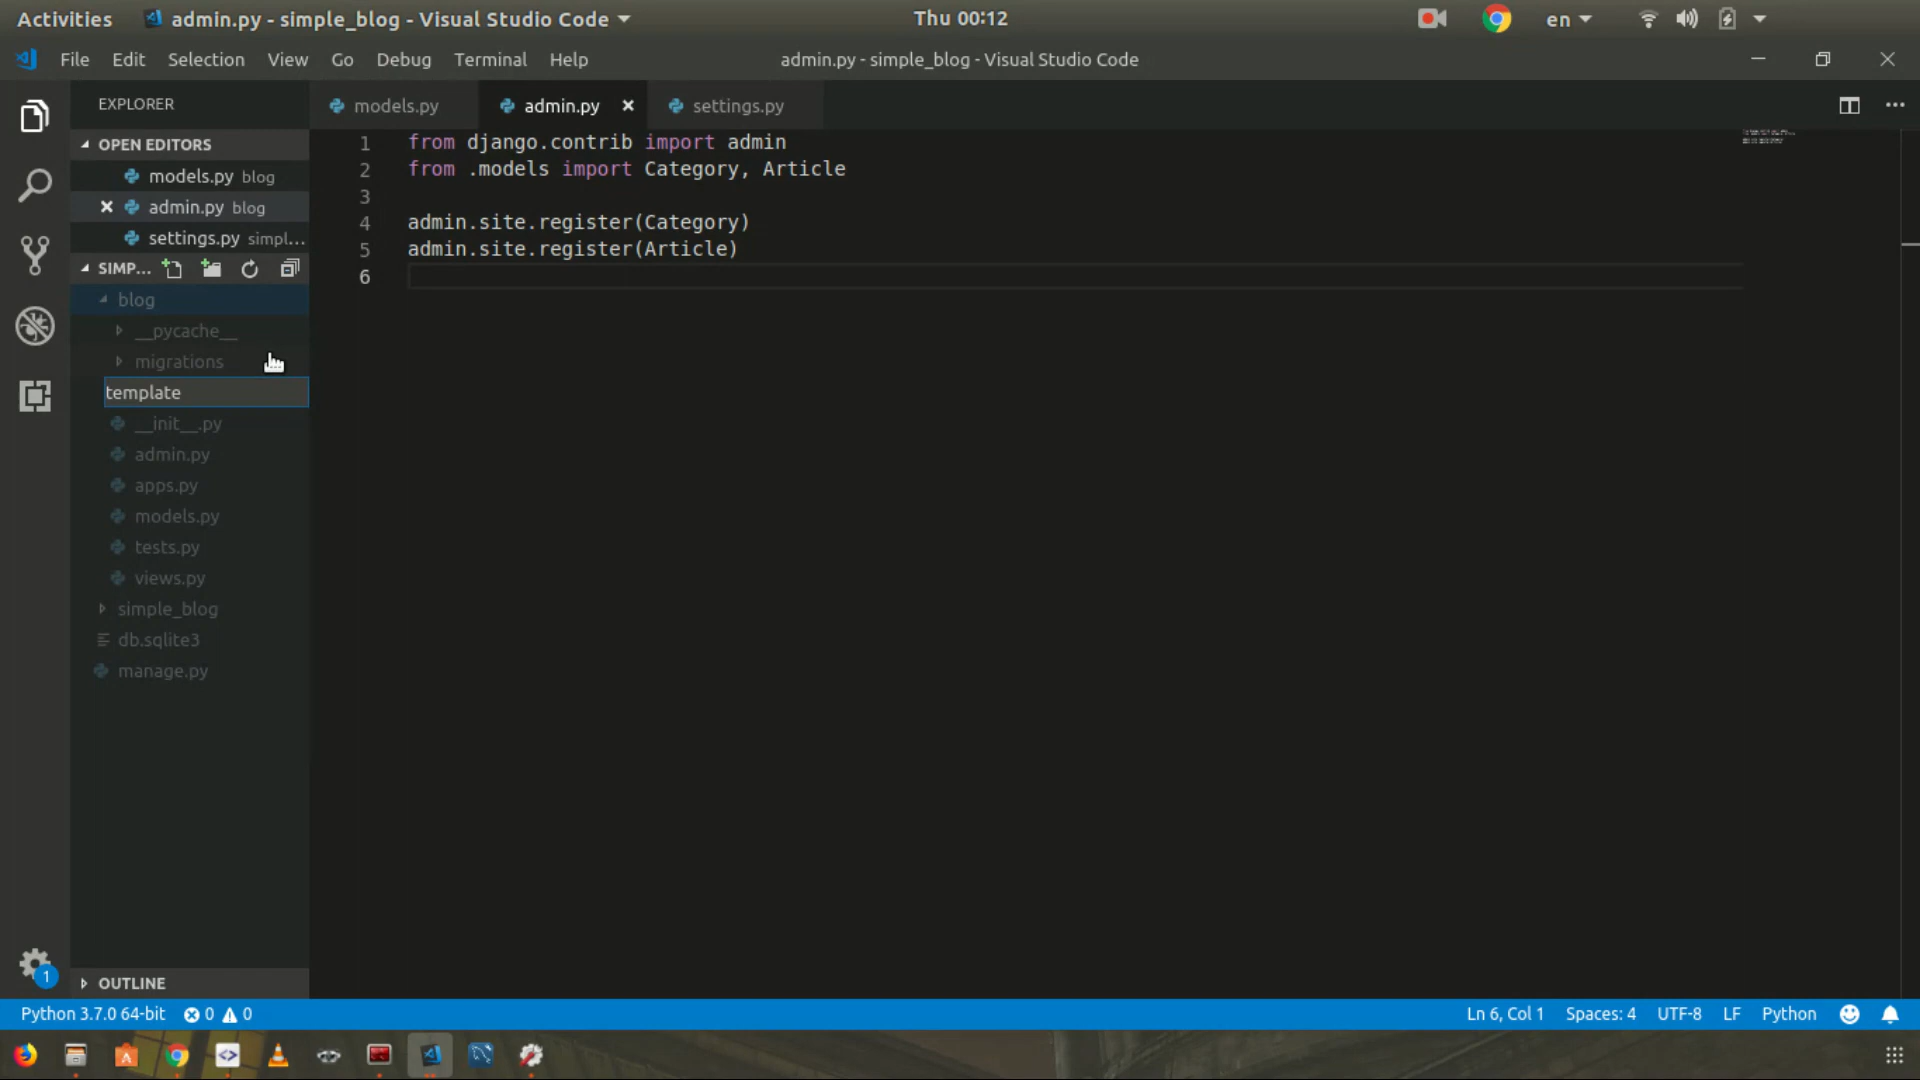 Activities admin.py - simple_blog - Visual Studio Code Thu 00:12 en
File Edit Selection View Go Debug Terminal Help admin.py - simple_blog - Visual Studio Code
EXPLORER models.py admin.py settings.py
OPEN EDITORS
models.py blog
admin.py blog
settings.py simpl...
SIMP...
blog
__pycache__
migrations
template
__init__.py
admin.py
apps.py
models.py
tests.py
views.py
simple_blog
db.sqlite3
manage.py
OUTLINE
1 from django.contrib import admin
2 from .models import Category, Article
3
4 admin.site.register(Category)
5 admin.site.register(Article)
6
1
Python 3.7.0 64-bit 0 0 Ln 6, Col 1 Spaces: 4 UTF-8 LF Python